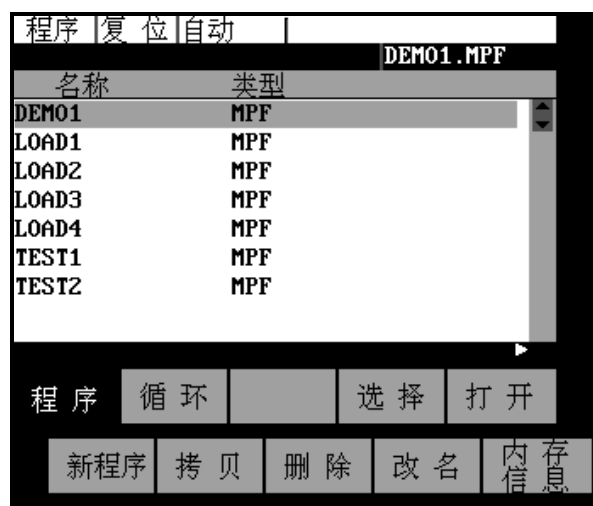 程序 复 位 自动
DEMO1.MPF
名称 类型
DEMO1 MPF
LOAD1 MPF
LOAD2 MPF
LOAD3 MPF
LOAD4 MPF
TEST1 MPF
TEST2 MPF
程 序 循 环 选 择 打 开
新程序 拷 贝 删 除 改 名 内 存
信 息